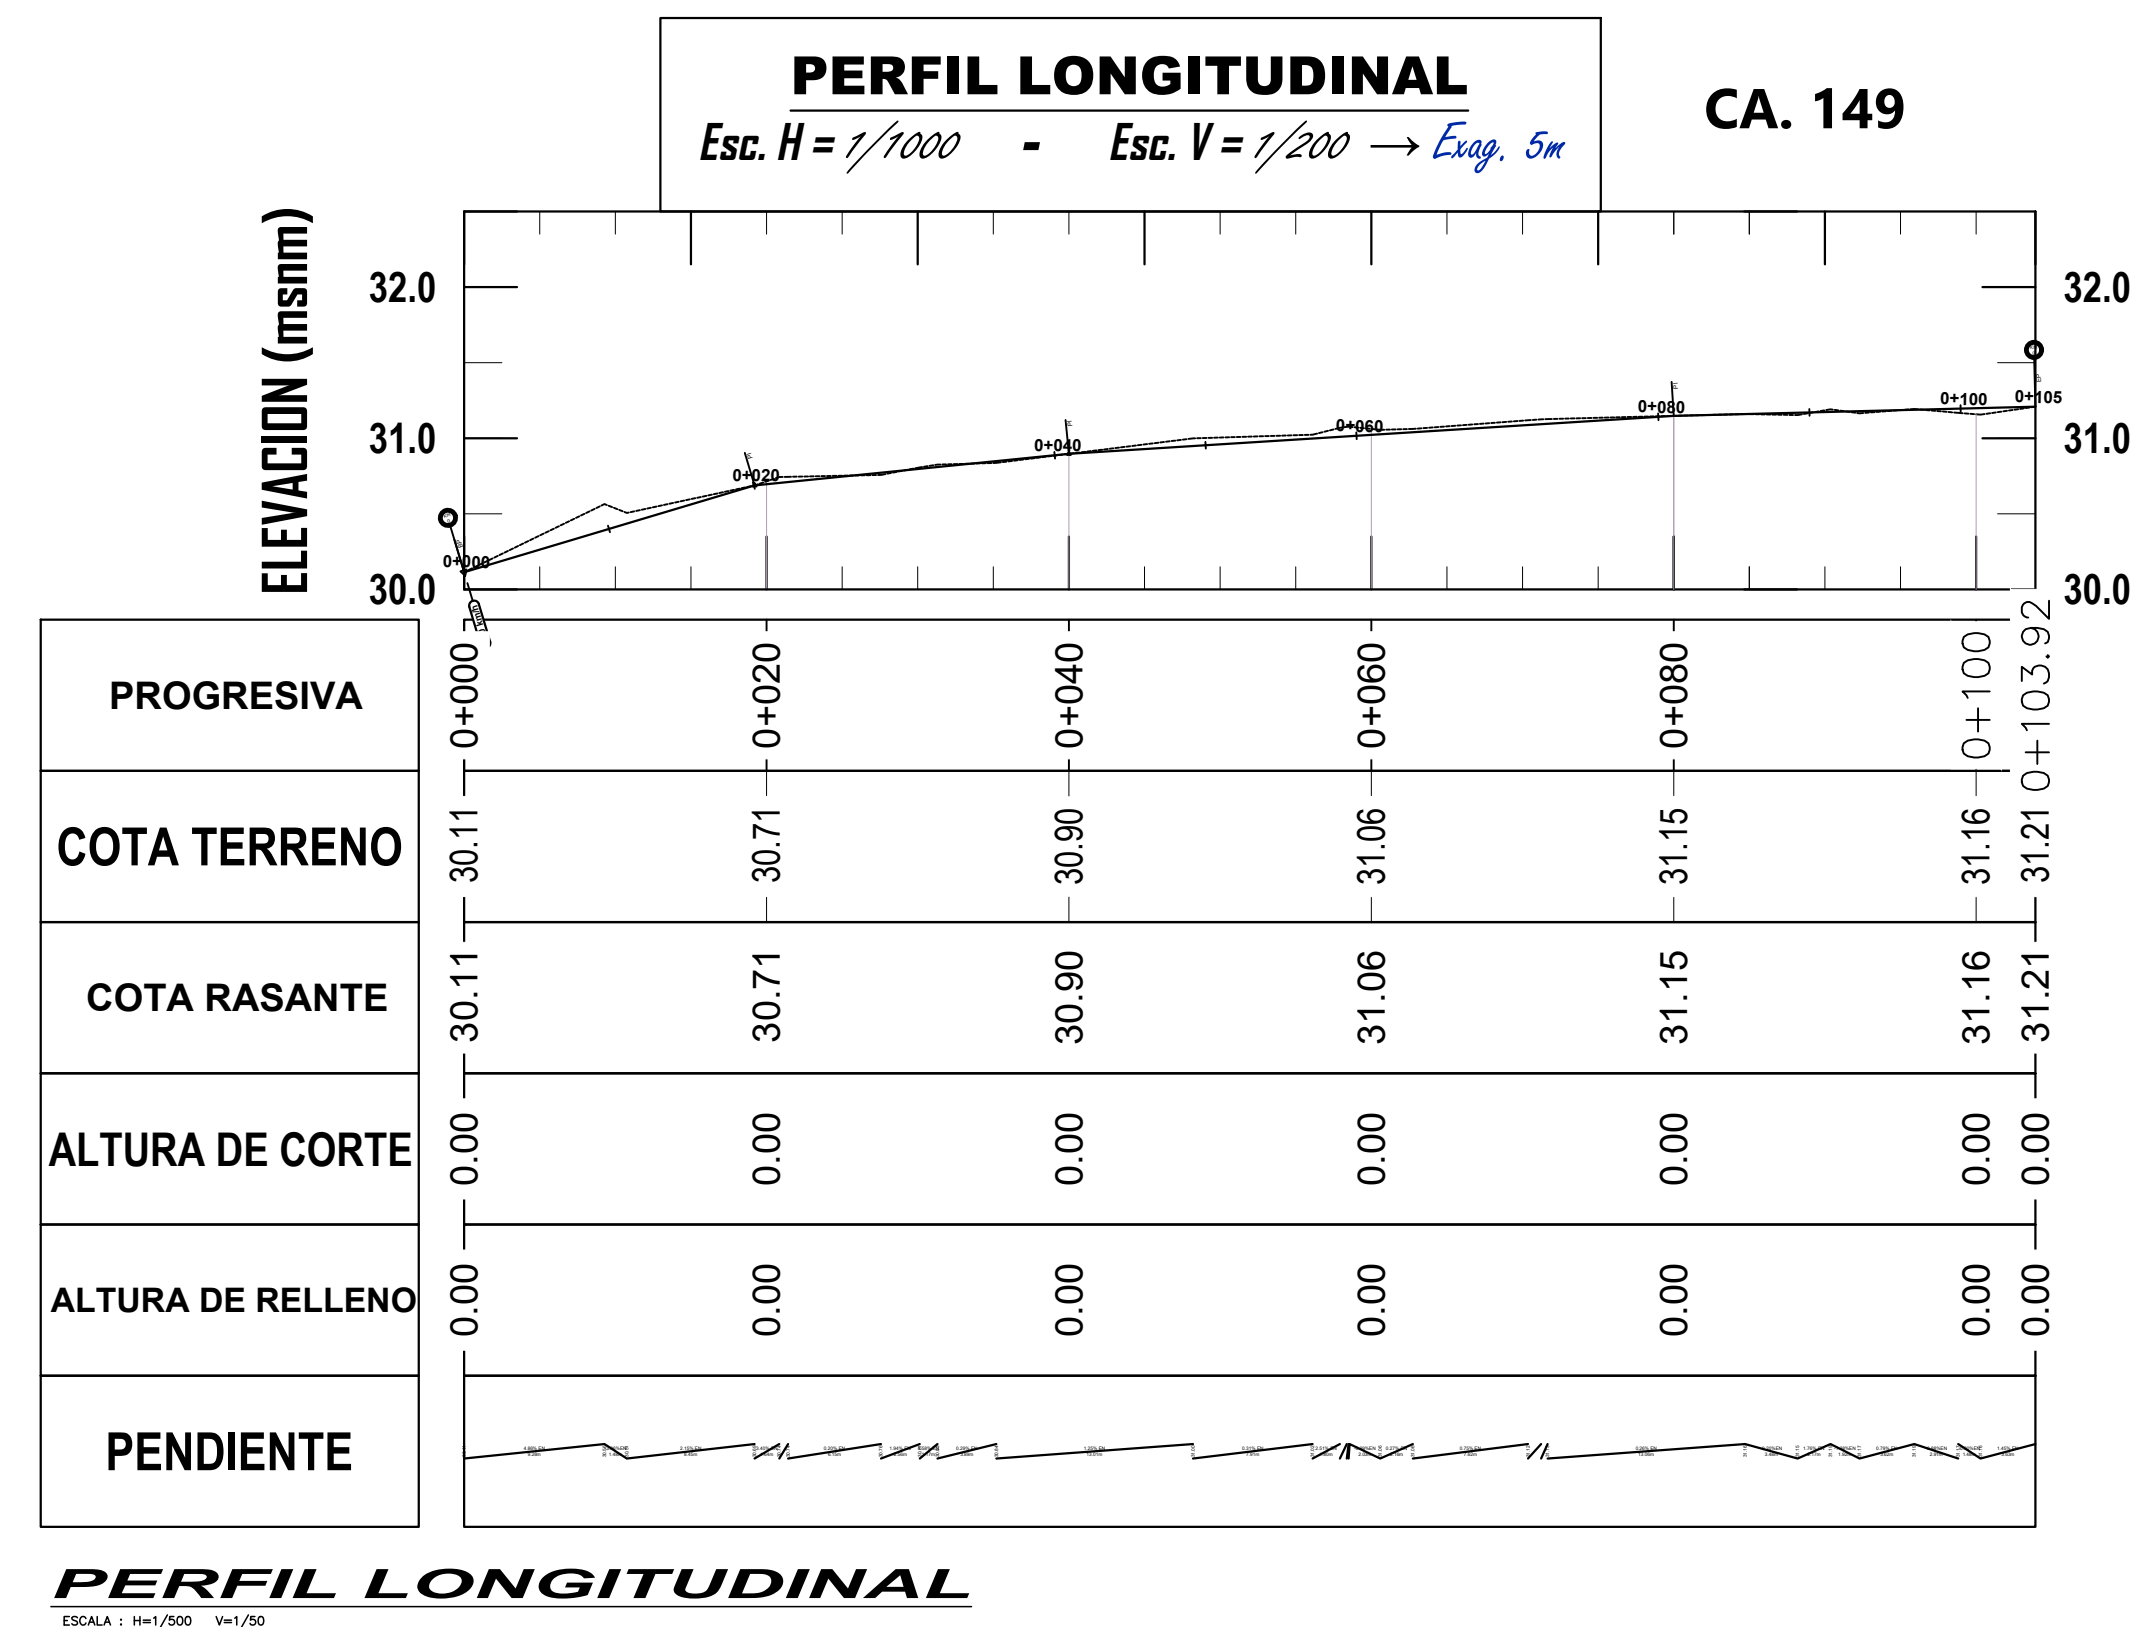 PERFIL LONGITUDINAL
Esc. H = 1/1000 - Esc. V = 1/200 → Exag. 5m
CA. 149
ELEVACION (msnm)
32.0 32.0
31.0 31.0
30.0 30.0
0+000 0+020 0+040 0+060 0+080 0+100 0+105
PROGRESIVA 0+000 0+020 0+040 0+060 0+080 0+100 0+103.92
COTA TERRENO 30.11 30.71 30.90 31.06 31.15 31.16 31.21
COTA RASANTE 30.11 30.71 30.90 31.06 31.15 31.16 31.21
ALTURA DE CORTE 0.00 0.00 0.00 0.00 0.00 0.00 0.00
ALTURA DE RELLENO 0.00 0.00 0.00 0.00 0.00 0.00 0.00
PENDIENTE
PERFIL LONGITUDINAL
ESCALA : H=1/500 V=1/50